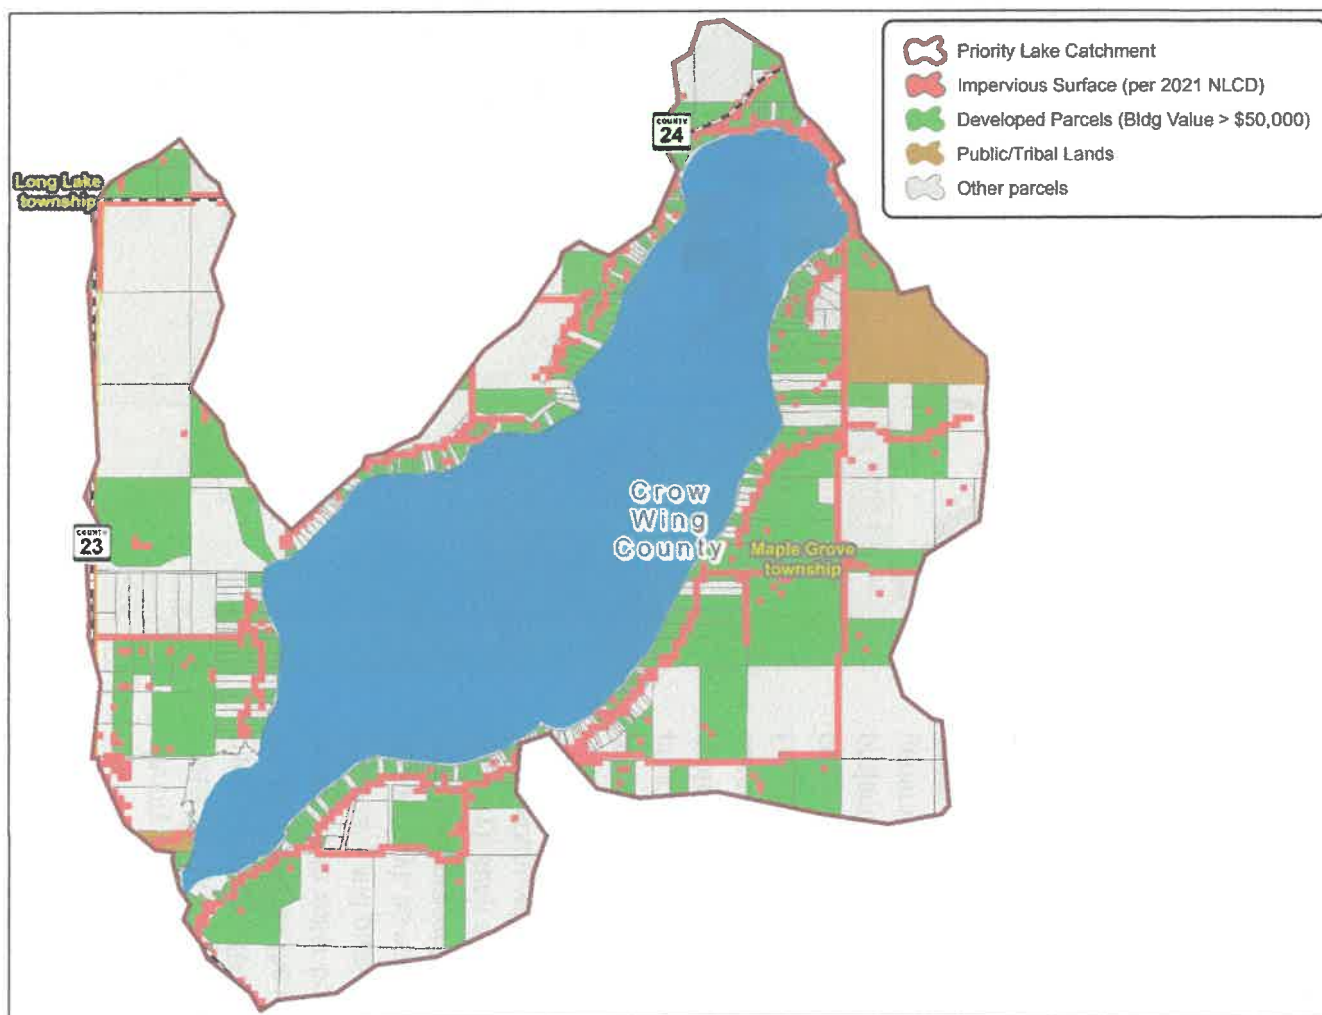 Priority Lake Catchment
Impervious Surface (per 2021 NLCD)
Developed Parcels (Bldg Value > $50,000)
Public/Tribal Lands
Other parcels
COUNTY
24
Long Lake
township
Crow
Wing
County
COUNTY
23
Maple Grove
township